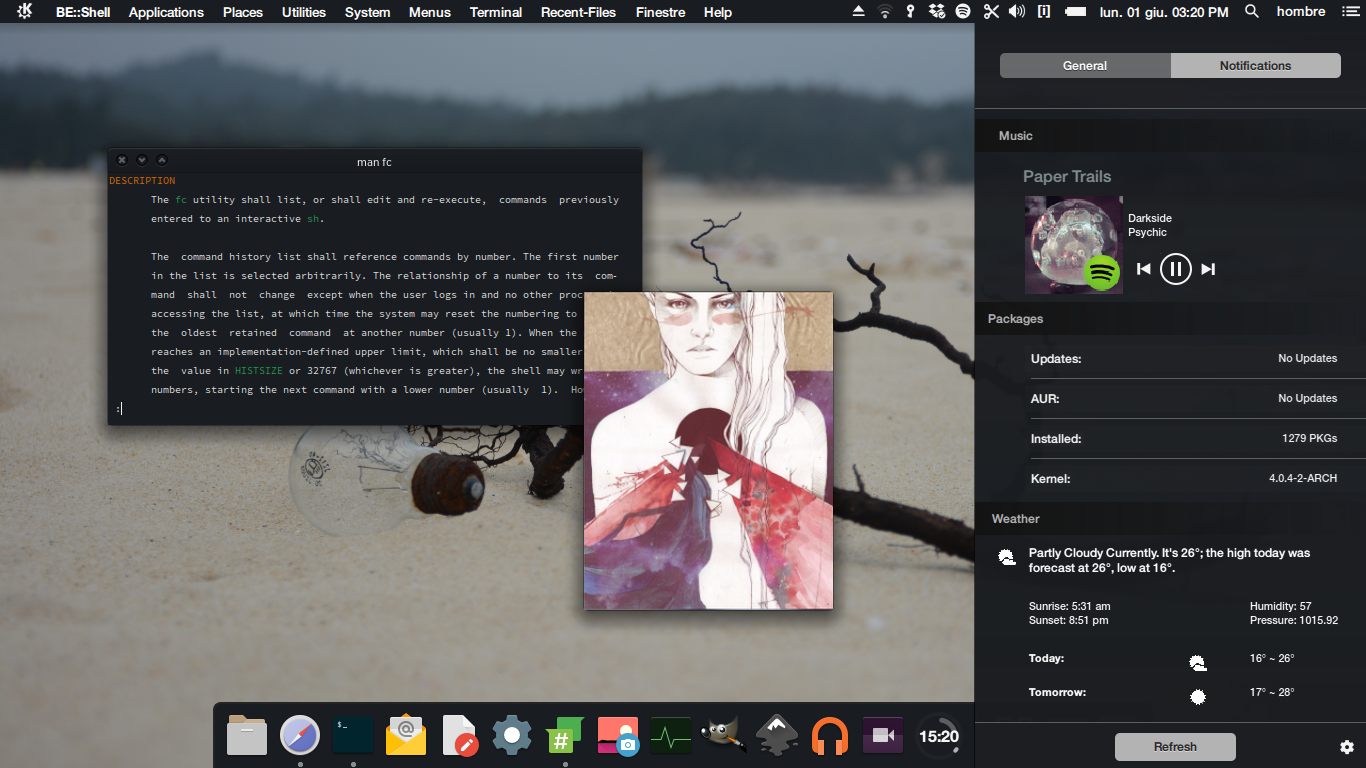 BE::Shell Applications Places Utilities System Menus Terminal Recent-Files Finestre Help [i] lun. 01 giu. 03:20 PM hombre
General Notifications
man fc
DESCRIPTION
The fc utility shall list, or shall edit and re-execute, commands previously
entered to an interactive sh.
The command history list shall reference commands by number. The first number
in the list is selected arbitrarily. The relationship of a number to its com-
mand shall not change except when the user logs in and no other
accessing the list, at which time the system may reset the numbering to
the oldest retained command at another number (usually 1). When the
reaches an implementation-defined upper limit, which shall be no smaller
the value in HISTSIZE or 32767 (whichever is greater), the shall may
numbers, starting the next command with a lower number (usually 1).
:
Music
Paper Trails
Darkside
Psychic
Packages
Updates: No Updates
AUR: No Updates
Installed: 1279 PKGs
Kernel: 4.0.4-2-ARCH
Weather
Partly Cloudy Currently. It's 26°; the high today was
forecast at 26°, low at 16°.
Sunrise: 5:31 am Humidity: 57
Sunset: 8:51 pm Pressure: 1015.92
Today: 16° ~ 26°
Tomorrow: 17° ~ 28°
Refresh
$_
@
#
15:20